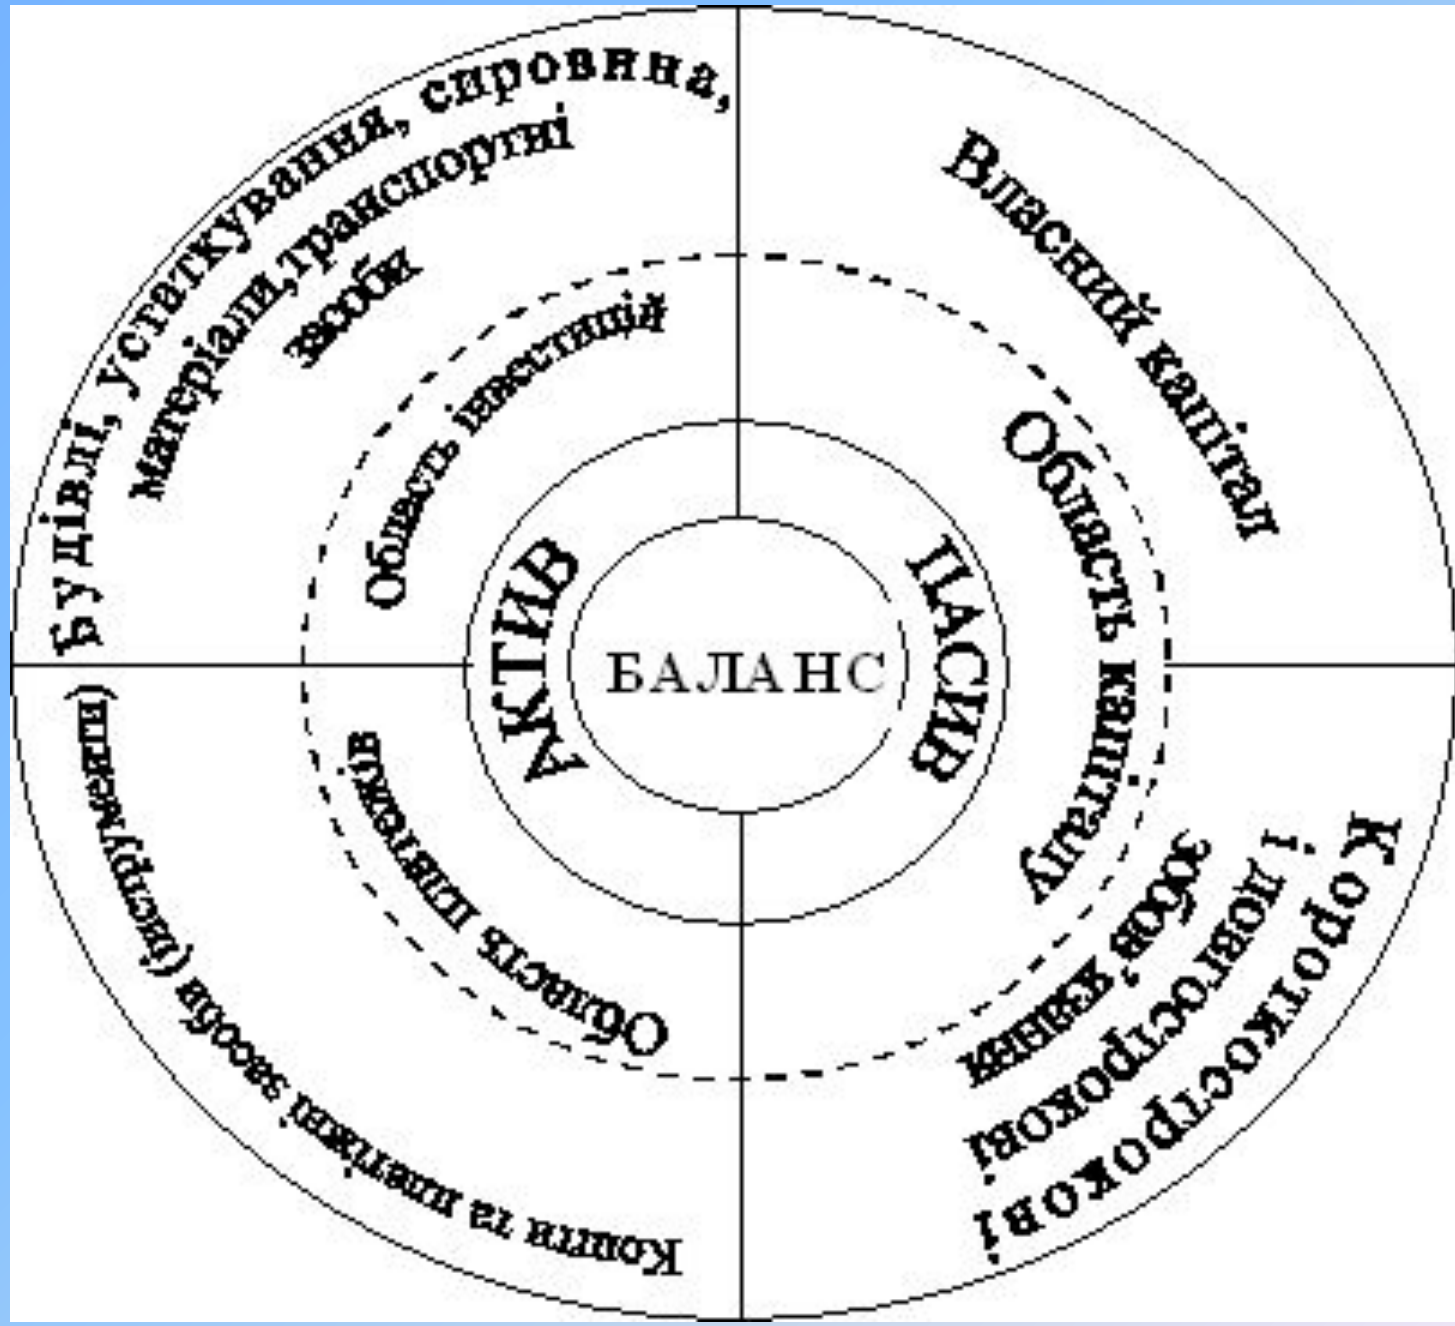 Будівлі, устаткування, сировина,
матеріали,транспортні
засоби
Область інвестицій
Власний капітал
Область капіталу
АКТИВ
БАЛАНС
ПАСИВ
Область платежів
Кошти та платіжні засоби (інструменти)
Короткострокові
і довгострокові
зобов’язання